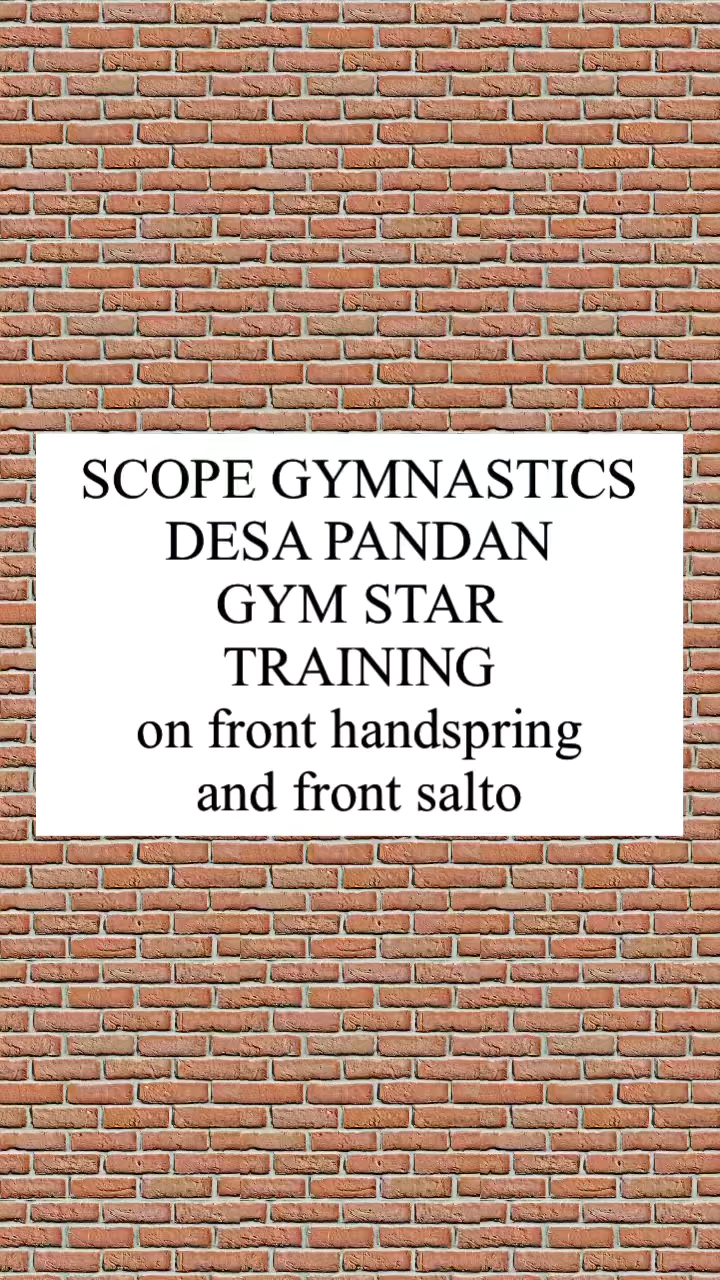 SCOPE GYMNASTICS
DESA PANDAN
GYM STAR
TRAINING
on front handspring
and front salto